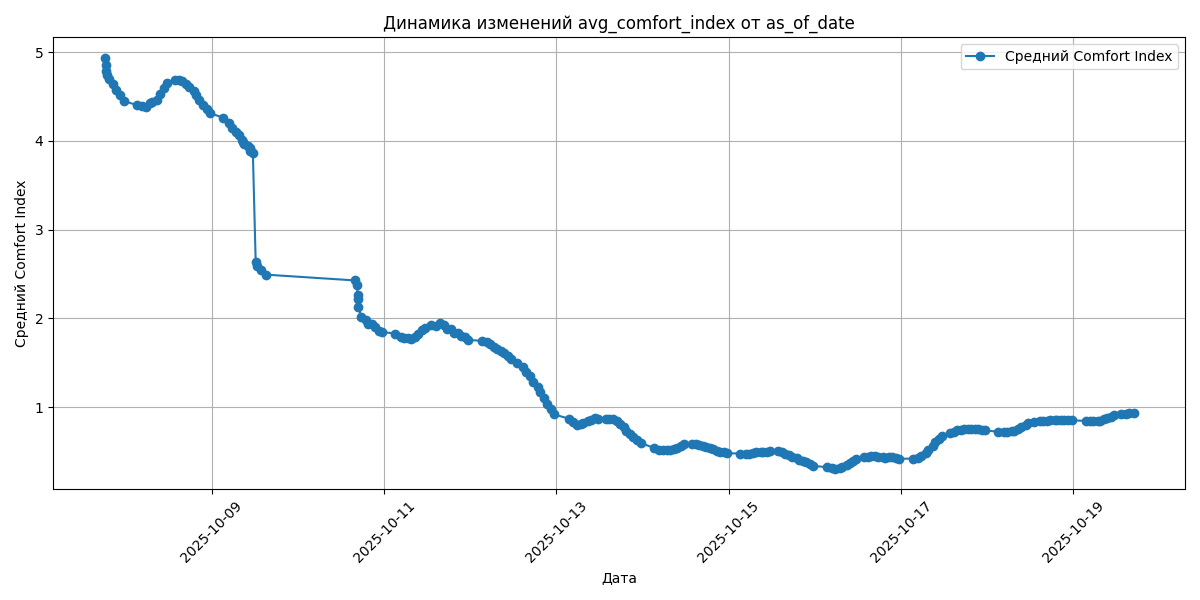 Динамика изменений avg_comfort_index от as_of_date
Средний Comfort Index
Средний Comfort Index
5
4
3
2
1
2025-10-09
2025-10-11
2025-10-13
2025-10-15
2025-10-17
2025-10-19
Дата